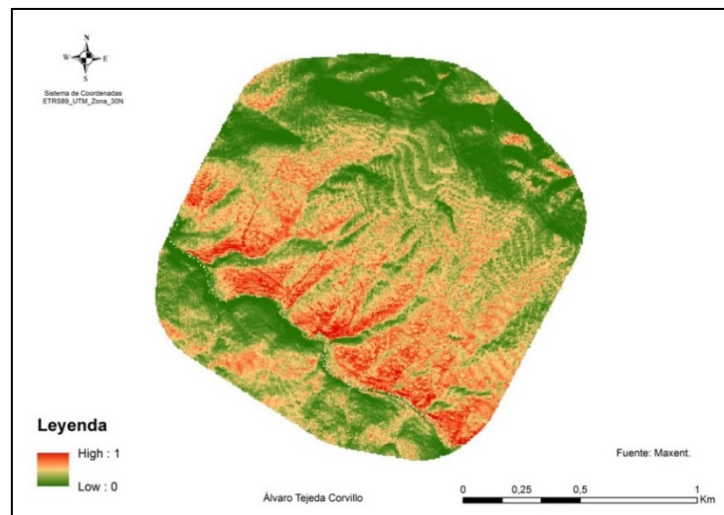 N
W E
S
Sistema de Coordenadas
ETRS89_UTM_Zona_30N
Leyenda
High : 1
Low : 0
Álvaro Tejeda Corvillo
Fuente: Maxent.
0 0,25 0,5 1
Km